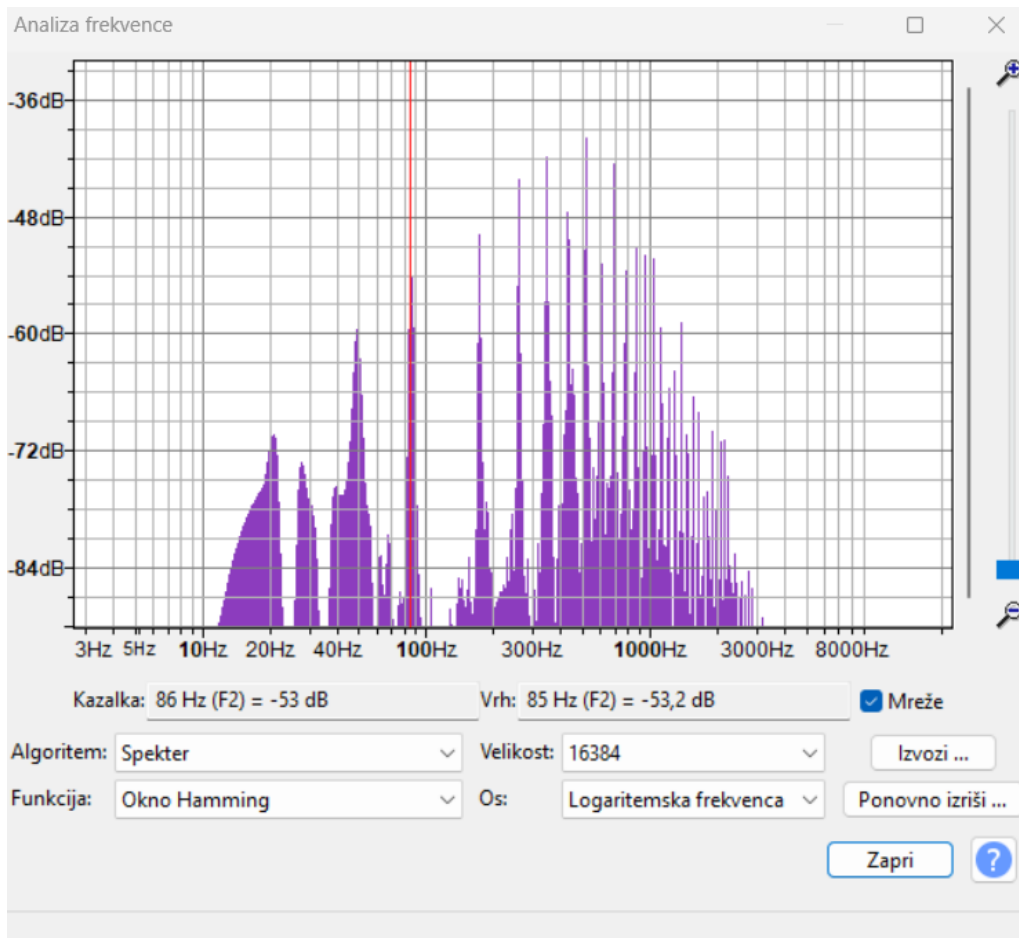 Analiza frekvence
-36dB
-48dB
-60dB
-72dB
-84dB
3Hz 5Hz 10Hz 20Hz 40Hz 100Hz 300Hz 1000Hz 3000Hz 8000Hz
Kazalka: 86 Hz (F2) = -53 dB Vrh: 85 Hz (F2) = -53,2 dB Mreže
Algoritem: Spekter Velikost: 16384 Izvozi ...
Funkcija: Okno Hamming Os: Logaritemska frekvenca Ponovno izriši ...
Zapri ?